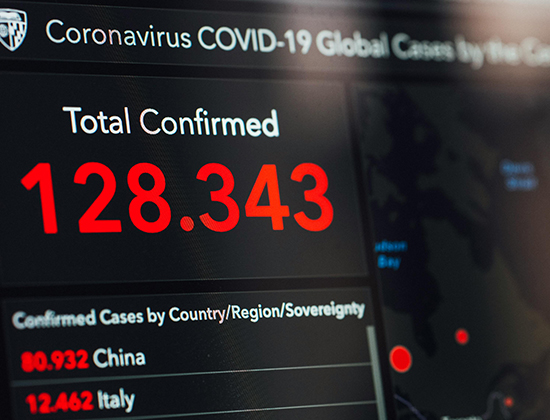 Coronavirus COVID-19 Global Cases by the
Total Confirmed
128.343
Confirmed Cases by Country/Region/Sovereignty
80.932 China
12.462 Italy
Bay